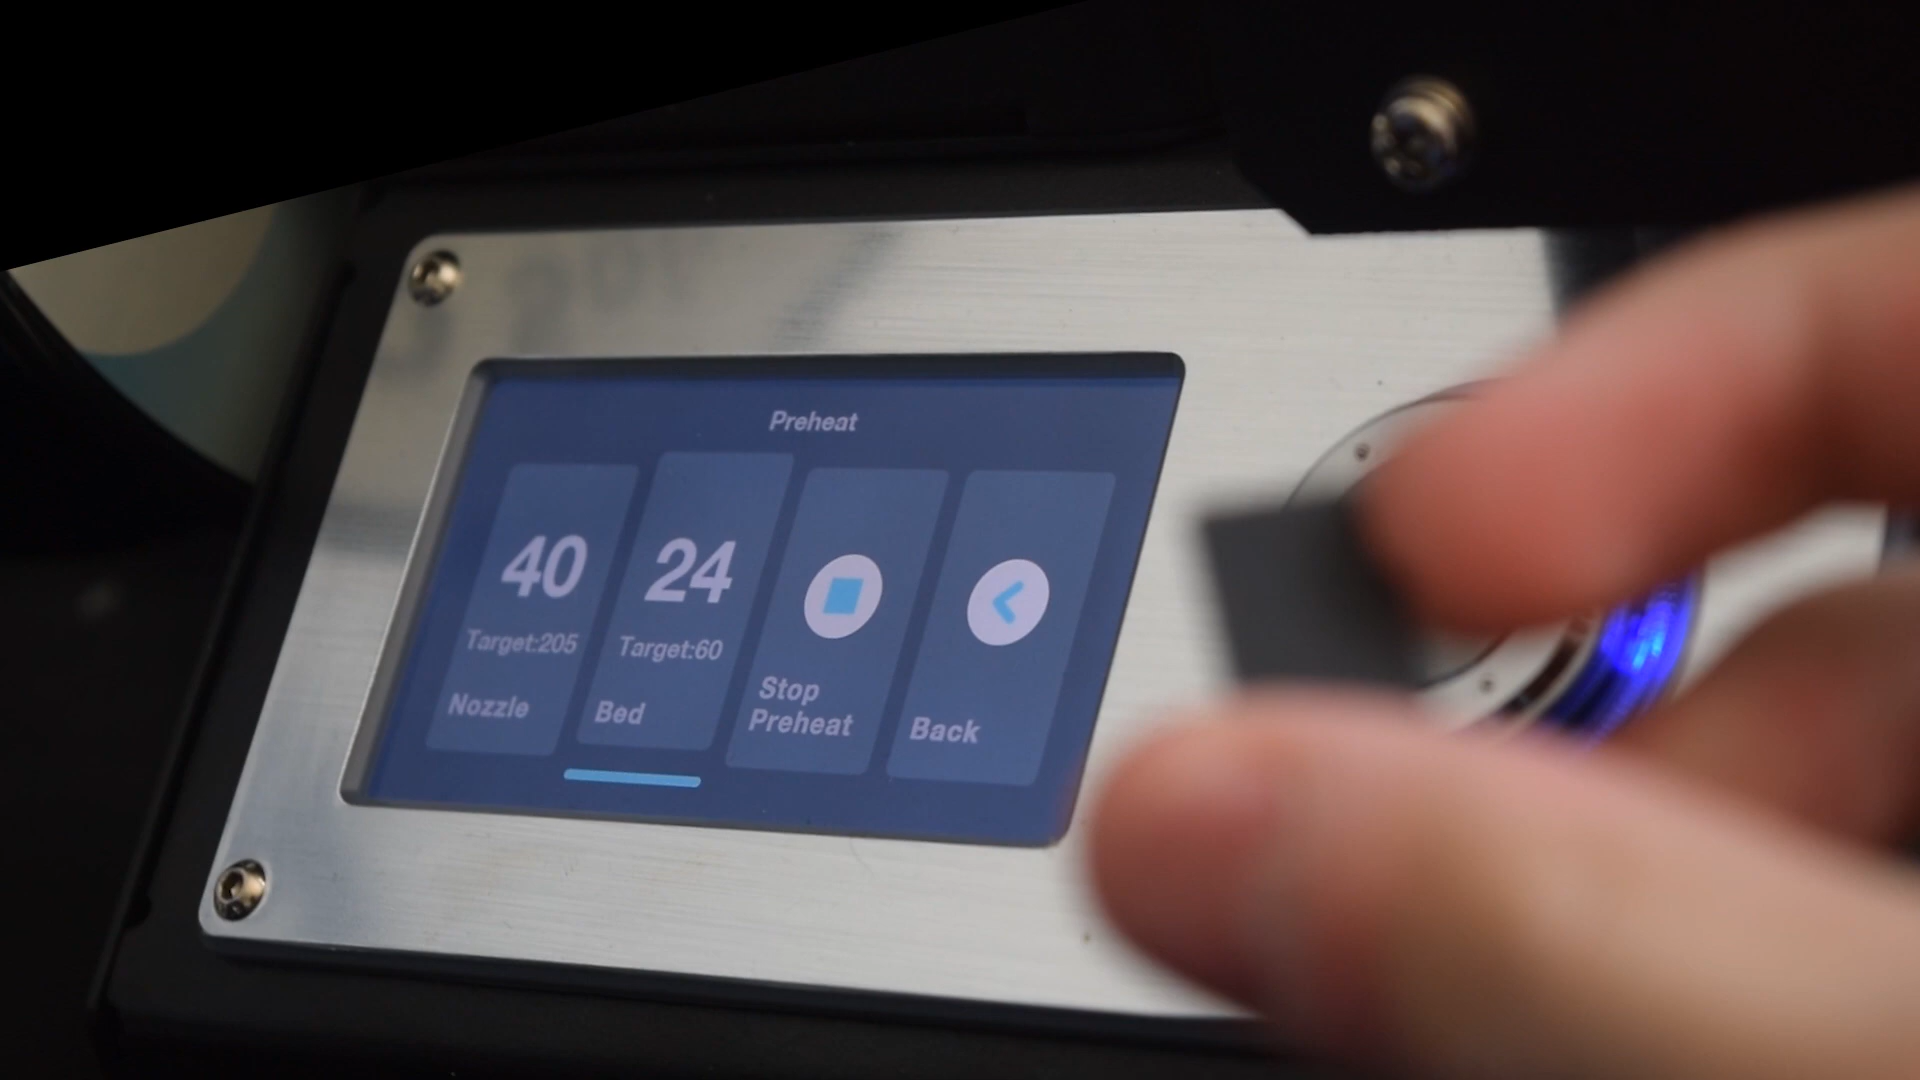 Preheat
40
Target:205
Nozzle
24
Target:60
Bed
Stop
Preheat
Back